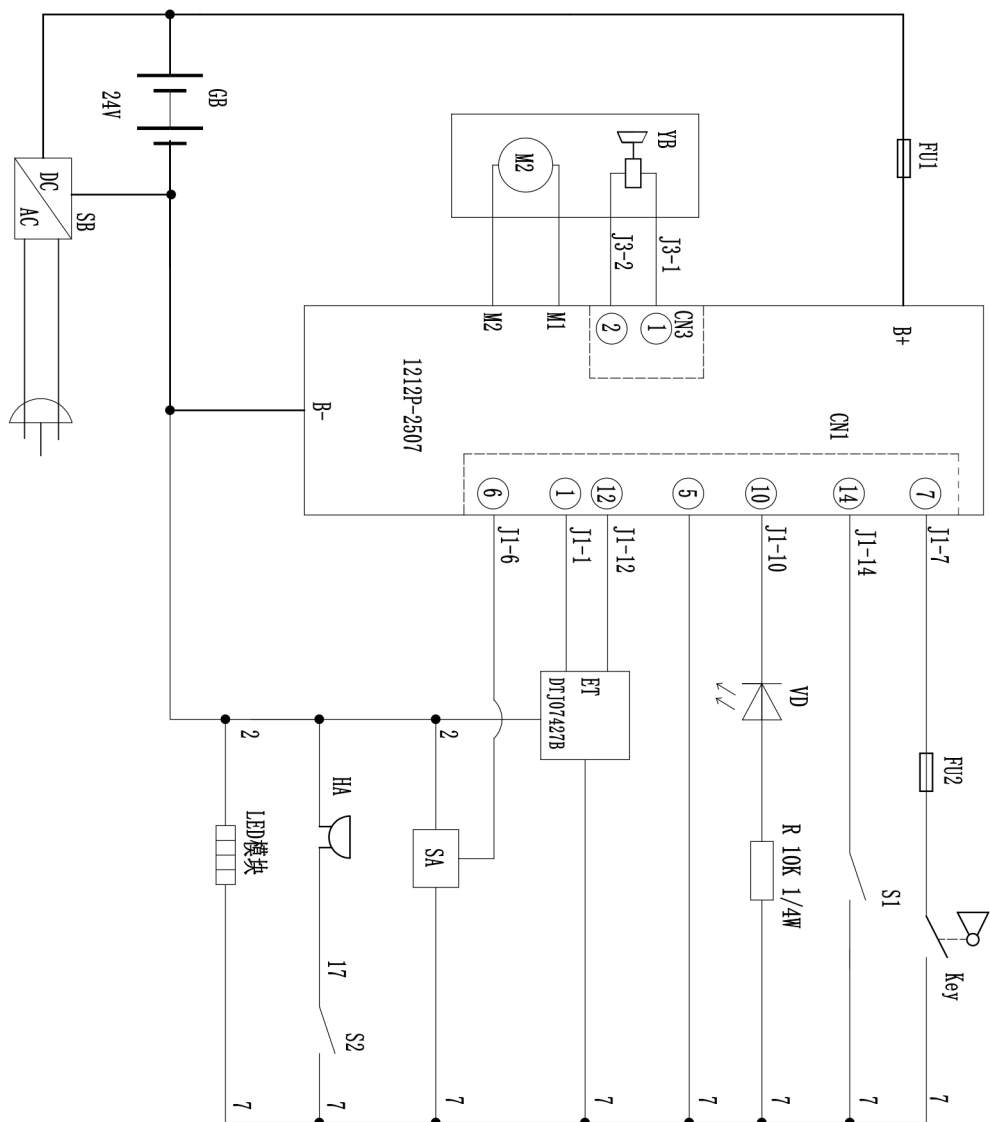 FU1
GB
24V
DC
AC
SB
M2
YB
J3-2
J3-1
M2
M1
CN3
2
1
B+
B-
1212P-2507
CN1
6
1
12
5
10
14
7
J1-6
J1-1
J1-12
J1-10
J1-14
J1-7
ET
DTJ07427B
VD
FU2
2
2
HA
LED模块
SA
R 10K 1/4W
S1
Key
17
S2
7
7
7
7
7
7
7
7